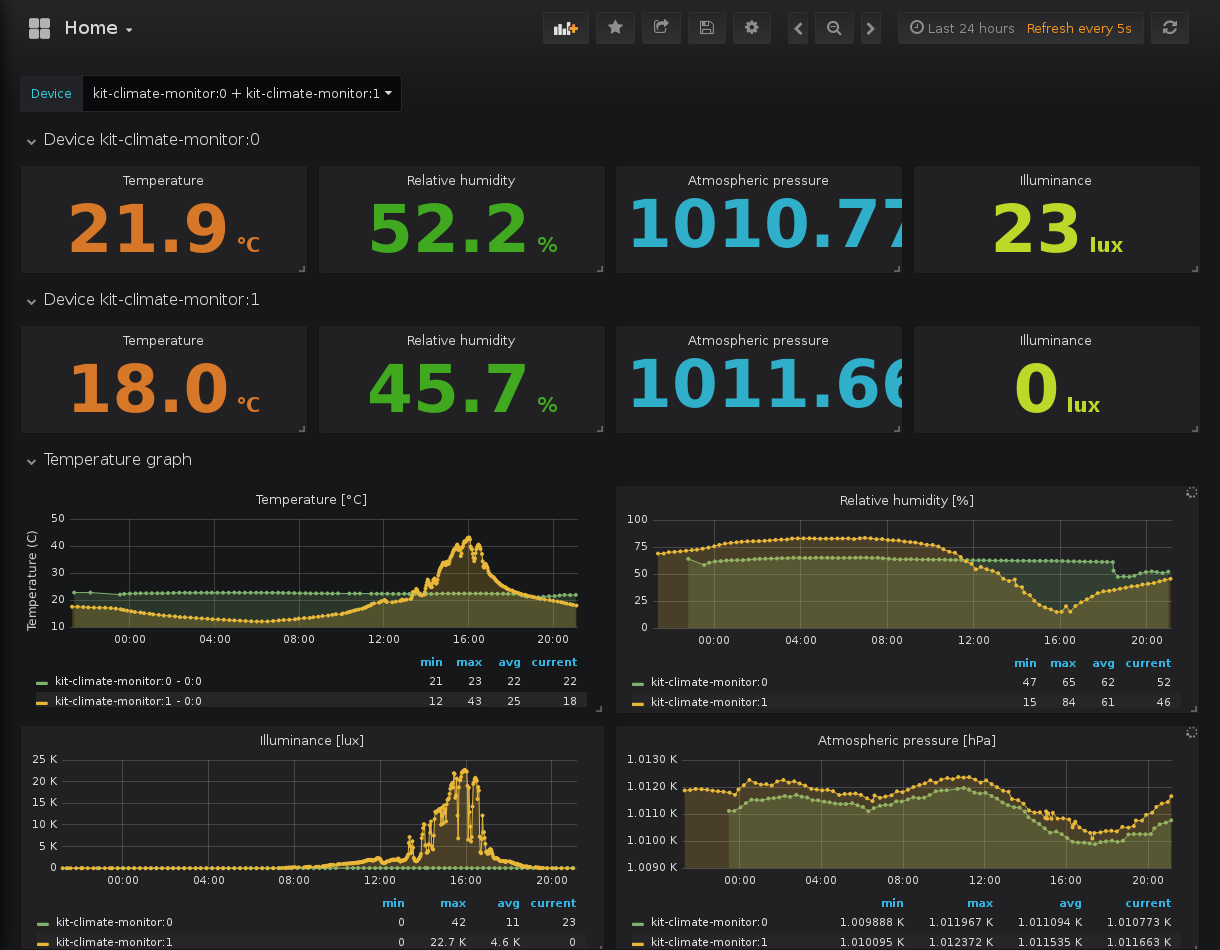 Home
Last 24 hours Refresh every 5s
Device kit-climate-monitor:0 + kit-climate-monitor:1
Device kit-climate-monitor:0
Temperature Relative humidity Atmospheric pressure Illuminance
21.9 °C 52.2 % 1010.77 23 lux
Device kit-climate-monitor:1
Temperature Relative humidity Atmospheric pressure Illuminance
18.0 °C 45.7 % 1011.66 0 lux
Temperature graph
Temperature [°C]
Temperature (C)
50
40
30
20
10
00:00 04:00 08:00 12:00 16:00 20:00
min max avg current
kit-climate-monitor:0 - 0:0 21 23 22 22
kit-climate-monitor:1 - 0:0 12 43 25 18
Relative humidity [%]
100
75
50
25
0
00:00 04:00 08:00 12:00 16:00 20:00
min max avg current
kit-climate-monitor:0 47 65 62 52
kit-climate-monitor:1 15 84 61 46
Illuminance [lux]
25 K
20 K
15 K
10 K
5 K
0
00:00 04:00 08:00 12:00 16:00 20:00
min max avg current
kit-climate-monitor:0 0 42 11 23
kit-climate-monitor:1 0 22.7 K 4.6 K 0
Atmospheric pressure [hPa]
1.0130 K
1.0120 K
1.0110 K
1.0100 K
1.0090 K
00:00 04:00 08:00 12:00 16:00 20:00
min max avg current
kit-climate-monitor:0 1.009888 K 1.011967 K 1.011094 K 1.010773 K
kit-climate-monitor:1 1.010095 K 1.012372 K 1.011535 K 1.011663 K